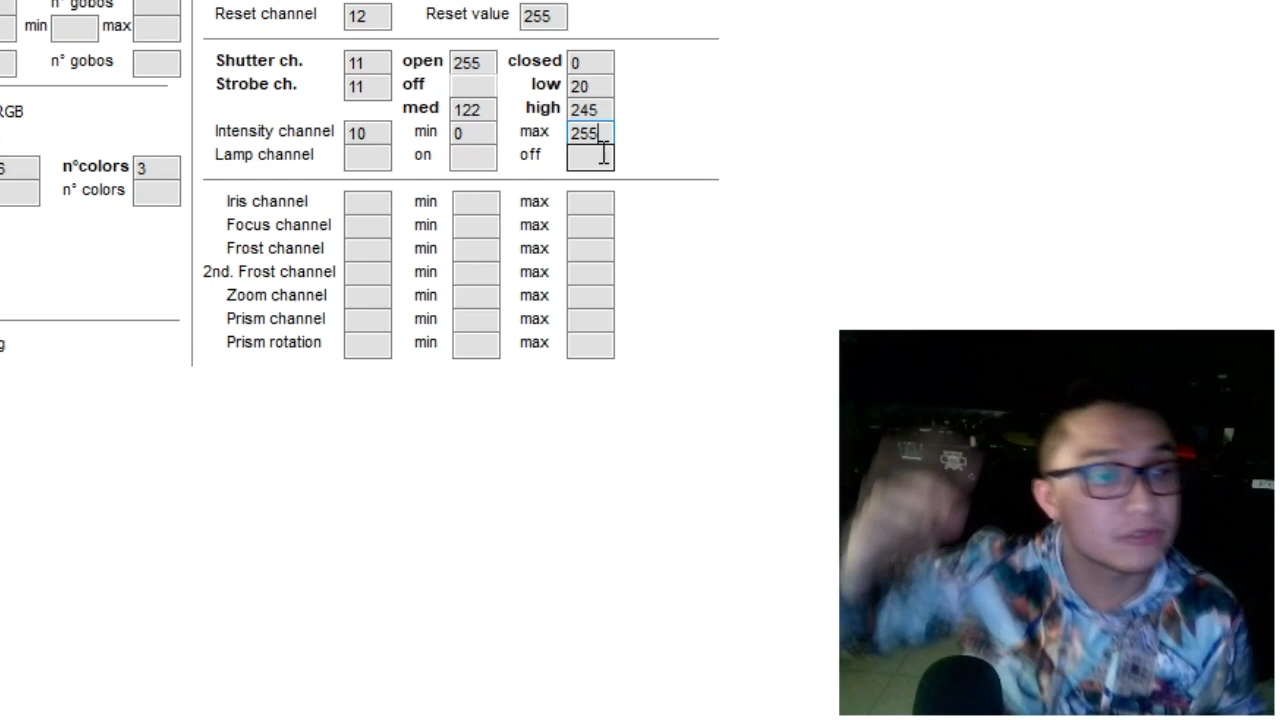 n° gobos
min max
n° gobos
RGB
6 n°colors 3
n° colors
g
Reset channel 12 Reset value 255
Shutter ch. 11 open 255 closed 0
Strobe ch. 11 off low 20
med 122 high 245
Intensity channel 10 min 0 max 255
Lamp channel on off
Iris channel min max
Focus channel min max
Frost channel min max
2nd. Frost channel min max
Zoom channel min max
Prism channel min max
Prism rotation min max